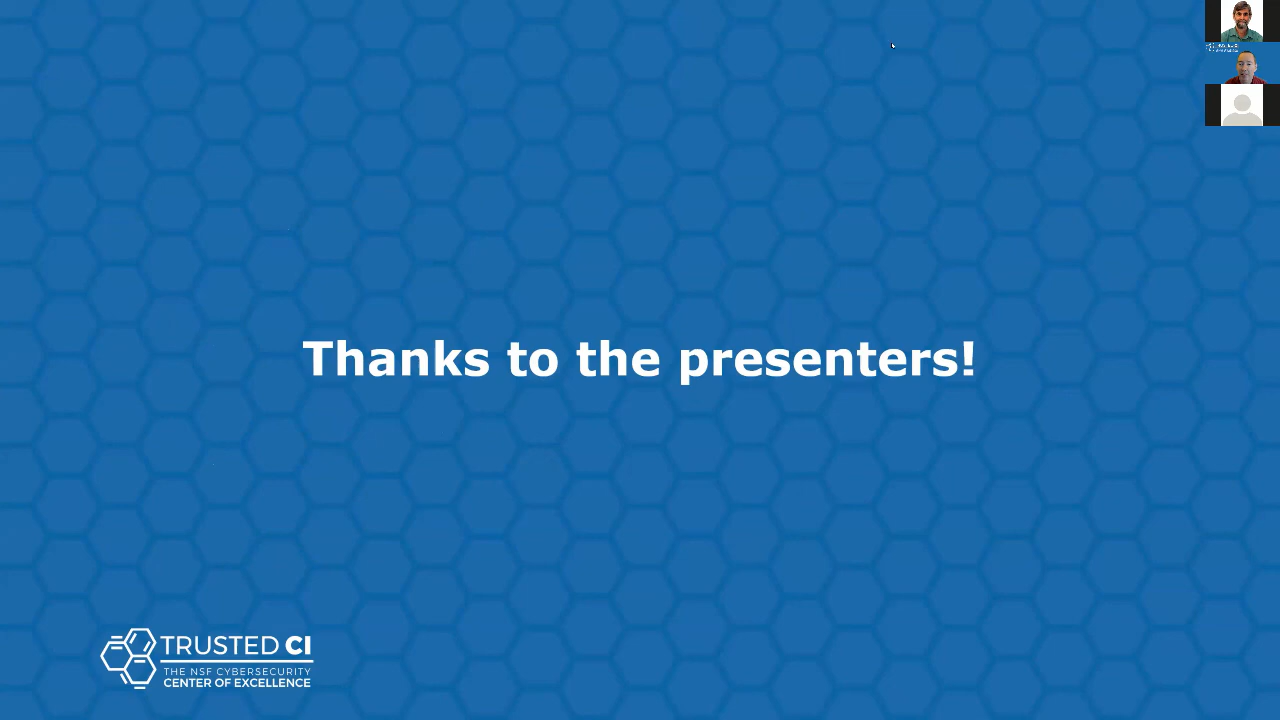 Thanks to the presenters!
TRUSTED CI
THE NSF CYBERSECURITY
CENTER OF EXCELLENCE